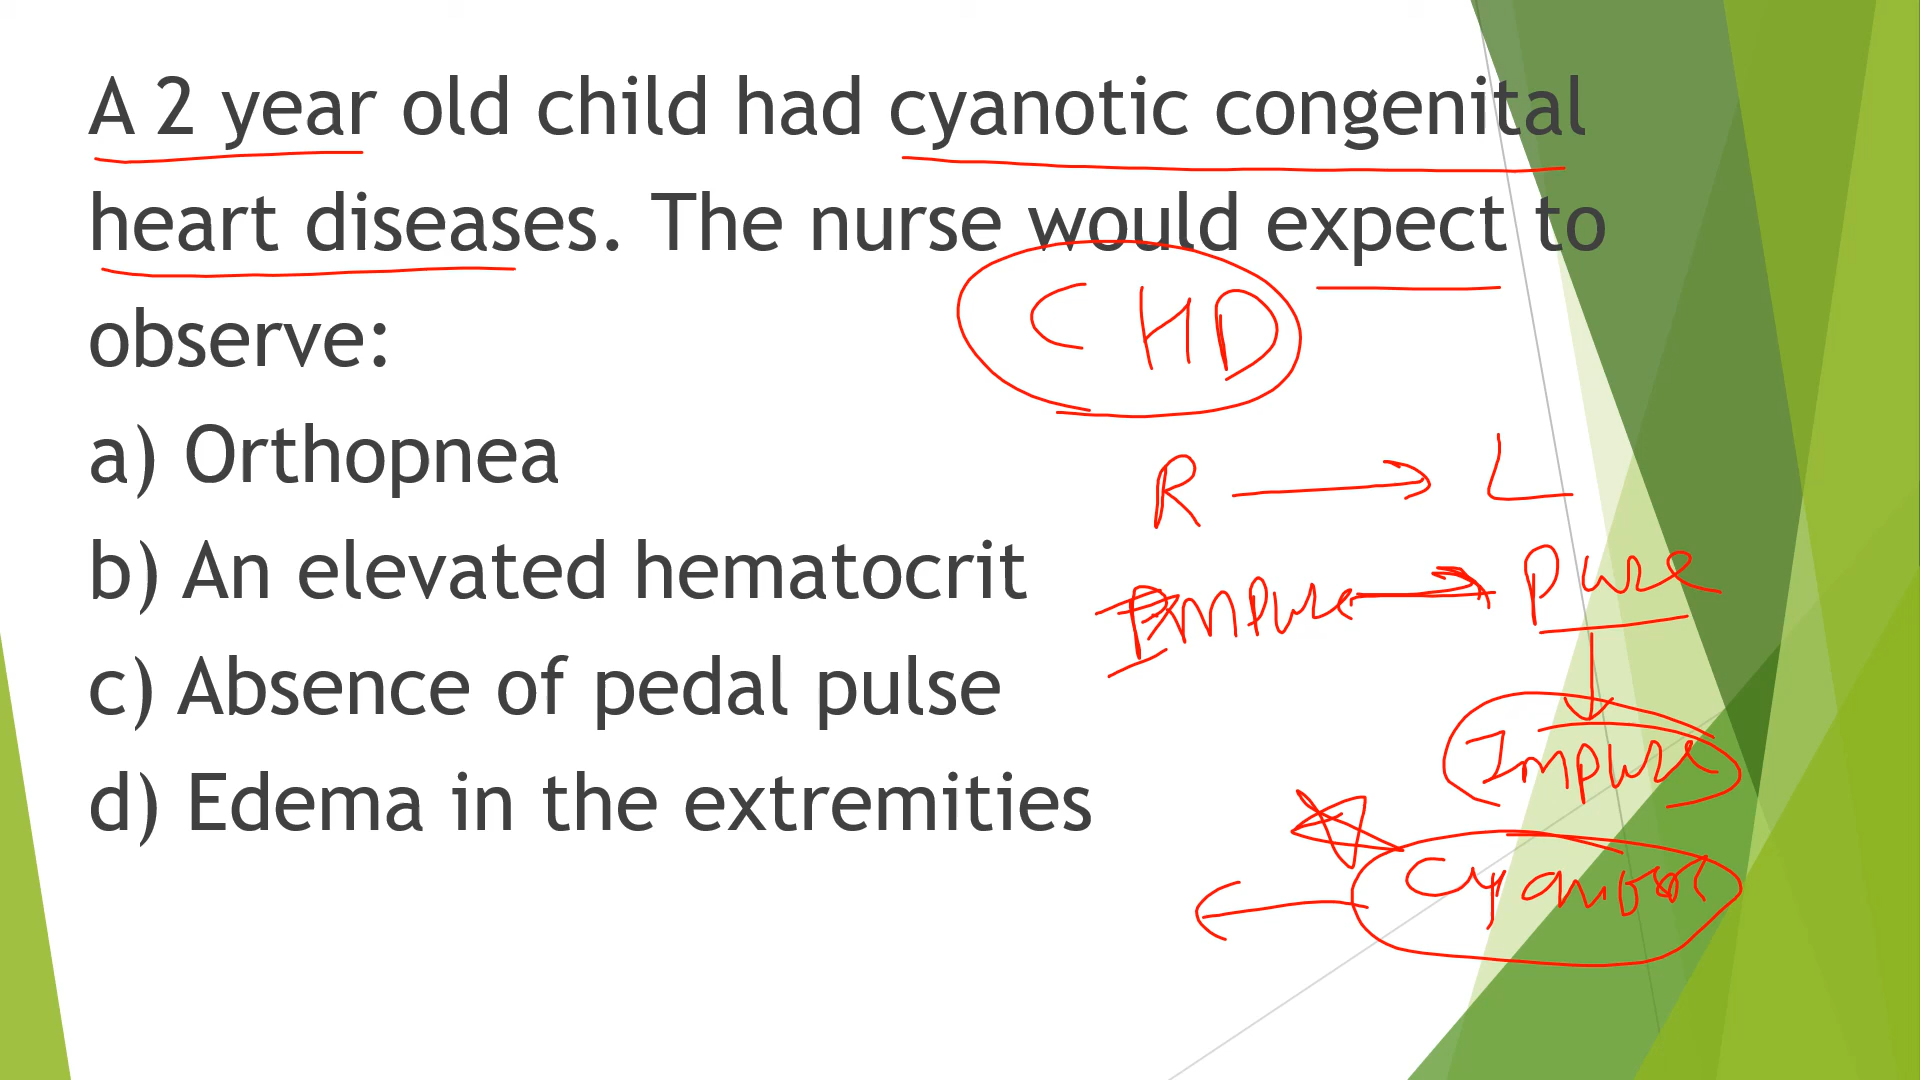 A 2 year old child had cyanotic congenital
heart diseases. The nurse would expect to
observe:
CHD
a) Orthopnea
R → L
b) An elevated hematocrit
Impure → Pure
c) Absence of pedal pulse
Impure
d) Edema in the extremities